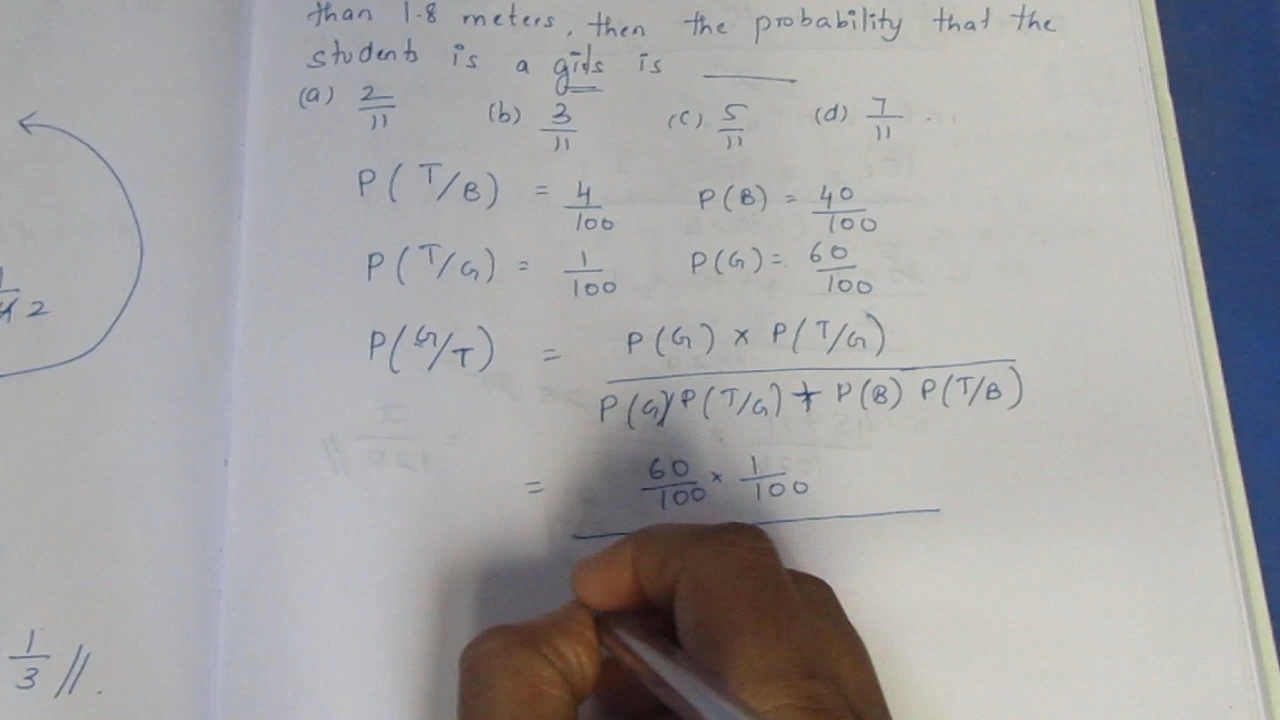 than 1.8 meters, then the probability that the
students is a girls is ____
(a) 2/11 (b) 3/11 (c) 5/11 (d) 7/11 .
P(T/B) = 4/100 P(B) = 40/100
P(T/G) = 1/100 P(G) = 60/100
P(G/T) = P(G) × P(T/G) / P(G) P(T/G) + P(B) P(T/B)
= 60/100 × 1/100
1/3 //.